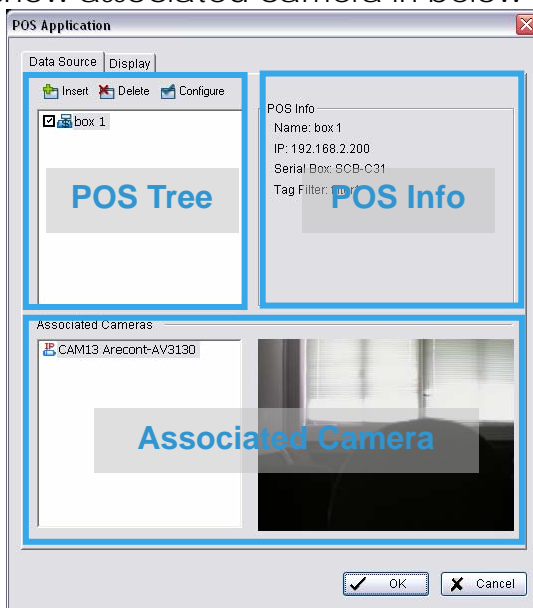 POS Application
Data Source Display
Insert Delete Configure
box 1
POS Tree
POS Info
Name: box 1
IP: 192.168.2.200
Serial Box: SCB-C31
Tag Filter:
POS Info
Associated Cameras
IP CAM13 Arecont-AV3130
Associated Camera
OK Cancel